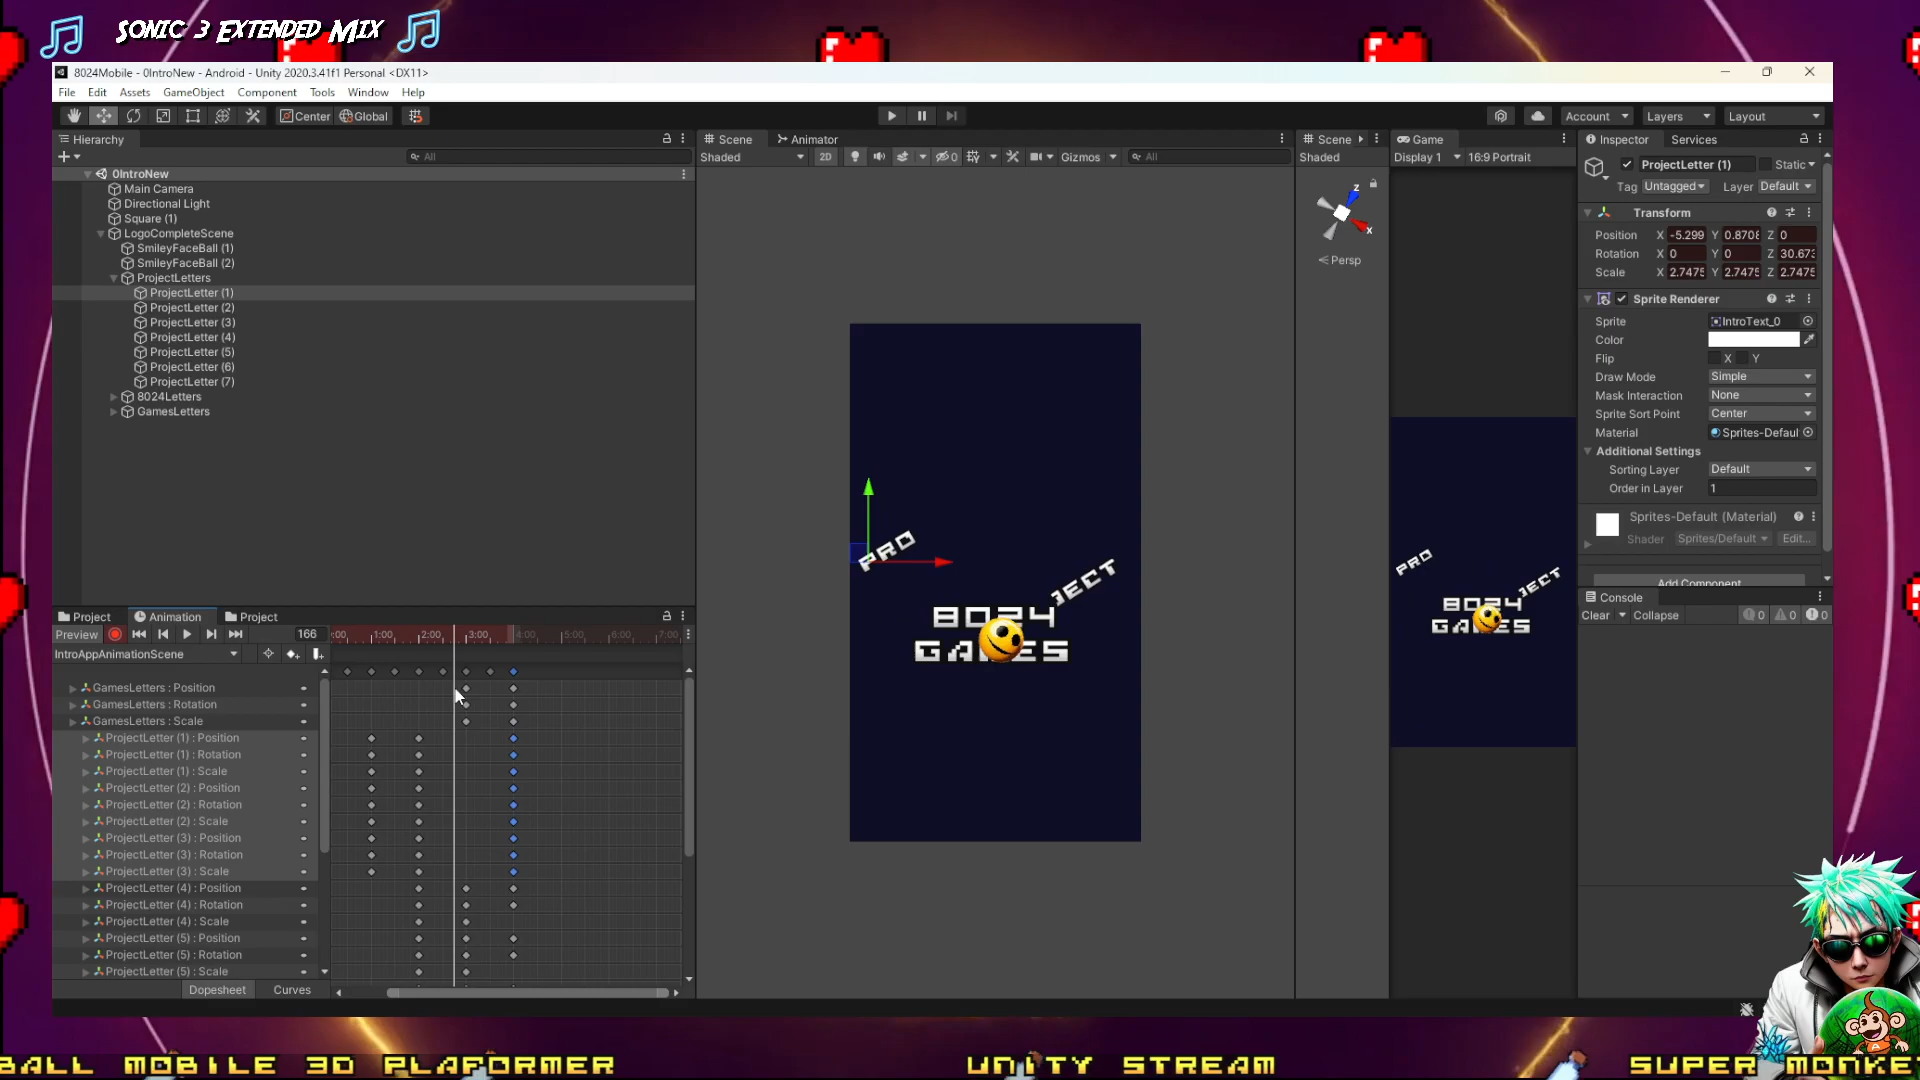 Sonic 3 Extended Mix
8024Mobile - 0IntroNew - Android - Unity 2020.3.41f1 Personal <DX11>
File Edit Assets GameObject Component Tools Window Help
Center Global Account Layers Layout
Hierarchy
All
0IntroNew
Main Camera
Directional Light
Square (1)
LogoCompleteScene
SmileyFaceBall (1)
SmileyFaceBall (2)
ProjectLetters
ProjectLetter (1)
ProjectLetter (2)
ProjectLetter (3)
ProjectLetter (4)
ProjectLetter (5)
ProjectLetter (6)
ProjectLetter (7)
8024Letters
GamesLetters
Scene Animator
Shaded 2D 0 Gizmos All
PRO
JECT
8024
GAMES
Scene
Shaded
z
x
Persp
Game
Display 1 16:9 Portrait
PRO
JECT
8024
GAMES
Inspector Services
ProjectLetter (1) Static
Tag Untagged Layer Default
Transform
Position X -5.299 Y 0.8708 Z 0
Rotation X 0 Y 0 Z 30.673
Scale X 2.7475 Y 2.7475 Z 2.7475
Sprite Renderer
Sprite IntroText_0
Color
Flip X Y
Draw Mode Simple
Mask Interaction None
Sprite Sort Point Center
Material Sprites-Defaul
Additional Settings
Sorting Layer Default
Order in Layer 1
Sprites-Default (Material)
Shader Sprites/Default Edit...
Add Component
Console
Clear Collapse 0 0 0
Project Animation Project
Preview 166 :00 1:00 2:00 3:00 4:00 5:00 6:00 7:00
IntroAppAnimationScene
GamesLetters : Position
GamesLetters : Rotation
GamesLetters : Scale
ProjectLetter (1) : Position
ProjectLetter (1) : Rotation
ProjectLetter (1) : Scale
ProjectLetter (2) : Position
ProjectLetter (2) : Rotation
ProjectLetter (2) : Scale
ProjectLetter (3) : Position
ProjectLetter (3) : Rotation
ProjectLetter (3) : Scale
ProjectLetter (4) : Position
ProjectLetter (4) : Rotation
ProjectLetter (4) : Scale
ProjectLetter (5) : Position
ProjectLetter (5) : Rotation
ProjectLetter (5) : Scale
Dopesheet Curves
BALL MOBILE 3D PLAFORMER UNITY STREAM SUPER MONKE